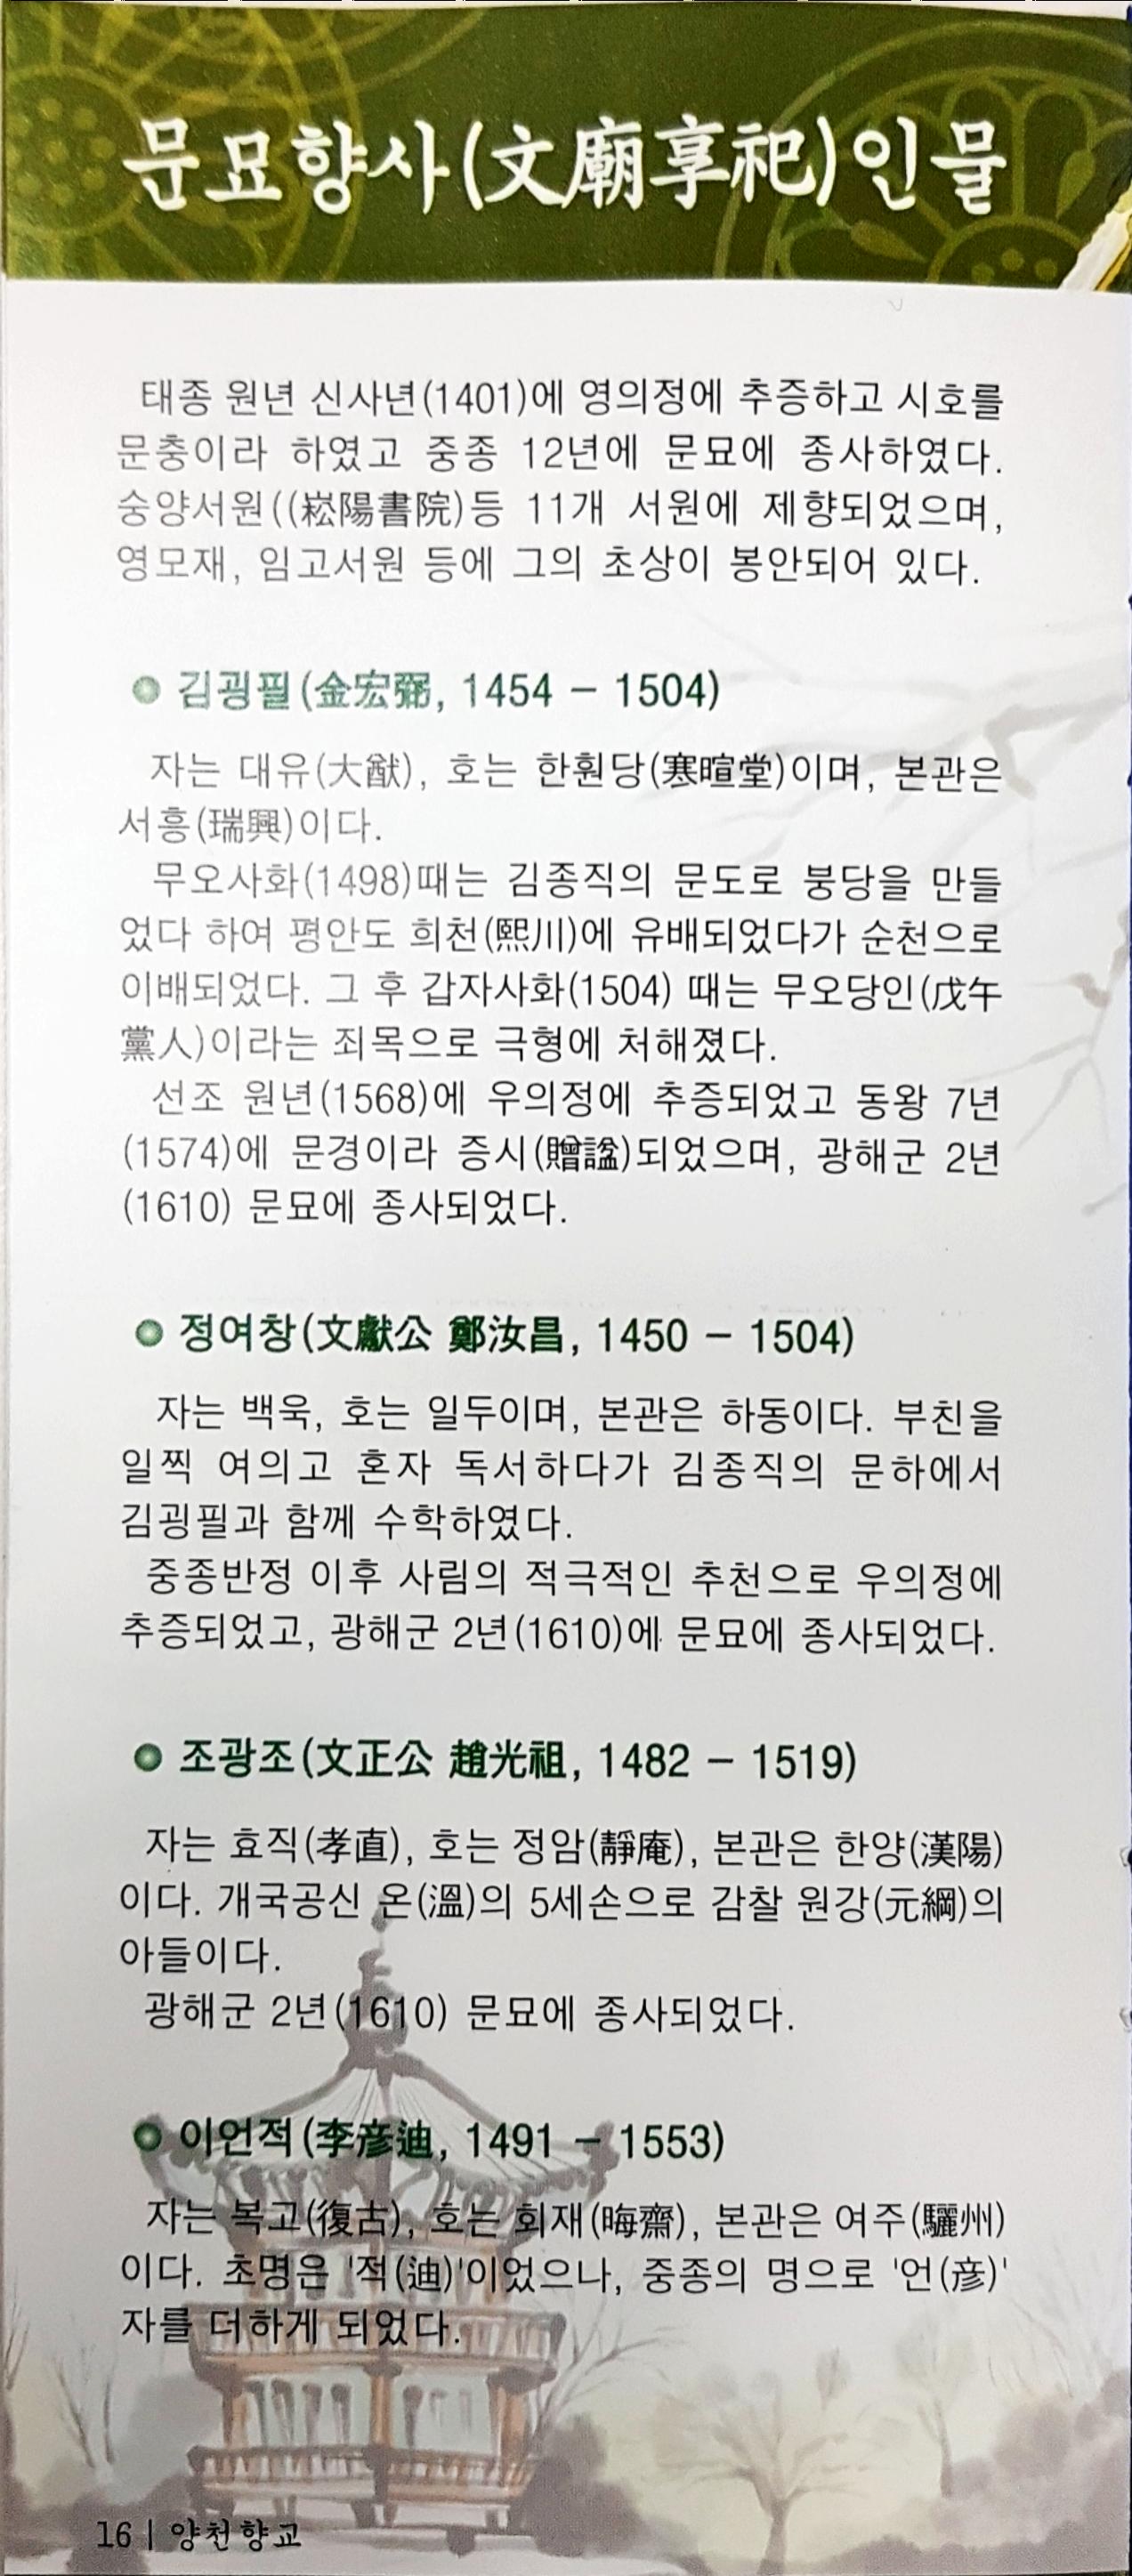 문묘향사(文廟享祀)인물
태종 원년 신사년(1401)에 영의정에 추증하고 시호를
문충이라 하였고 중종 12년에 문묘에 종사하였다.
숭양서원((崧陽書院)등 11개 서원에 제향되었으며,
영모재, 임고서원 등에 그의 초상이 봉안되어 있다.
김굉필(金宏弼, 1454 - 1504)
자는 대유(大猷), 호는 한훤당(寒暄堂)이며, 본관은
서흥(瑞興)이다.
무오사화(1498)때는 김종직의 문도로 붕당을 만들
었다 하여 평안도 희천(熙川)에 유배되었다가 순천으로
이배되었다. 그 후 갑자사화(1504) 때는 무오당인(戊午
黨人)이라는 죄목으로 극형에 처해졌다.
선조 원년(1568)에 우의정에 추증되었고 동왕 7년
(1574)에 문경이라 증시(贈諡)되었으며, 광해군 2년
(1610) 문묘에 종사되었다.
정여창(文獻公 鄭汝昌, 1450 - 1504)
자는 백욱, 호는 일두이며, 본관은 하동이다. 부친을
일찍 여의고 혼자 독서하다가 김종직의 문하에서
김굉필과 함께 수학하였다.
중종반정 이후 사림의 적극적인 추천으로 우의정에
추증되었고, 광해군 2년(1610)에 문묘에 종사되었다.
조광조(文正公 趙光祖, 1482 - 1519)
자는 효직(孝直), 호는 정암(靜庵), 본관은 한양(漢陽)
이다. 개국공신 온(溫)의 5세손으로 감찰 원강(元綱)의
아들이다.
광해군 2년(1610) 문묘에 종사되었다.
이언적(李彦迪, 1491 - 1553)
자는 복고(復古), 호는 회재(晦齋), 본관은 여주(驪州)
이다. 초명은 '적(迪)'이었으나, 중종의 명으로 '언(彦)'
자를 더하게 되었다.
16 | 양천향교